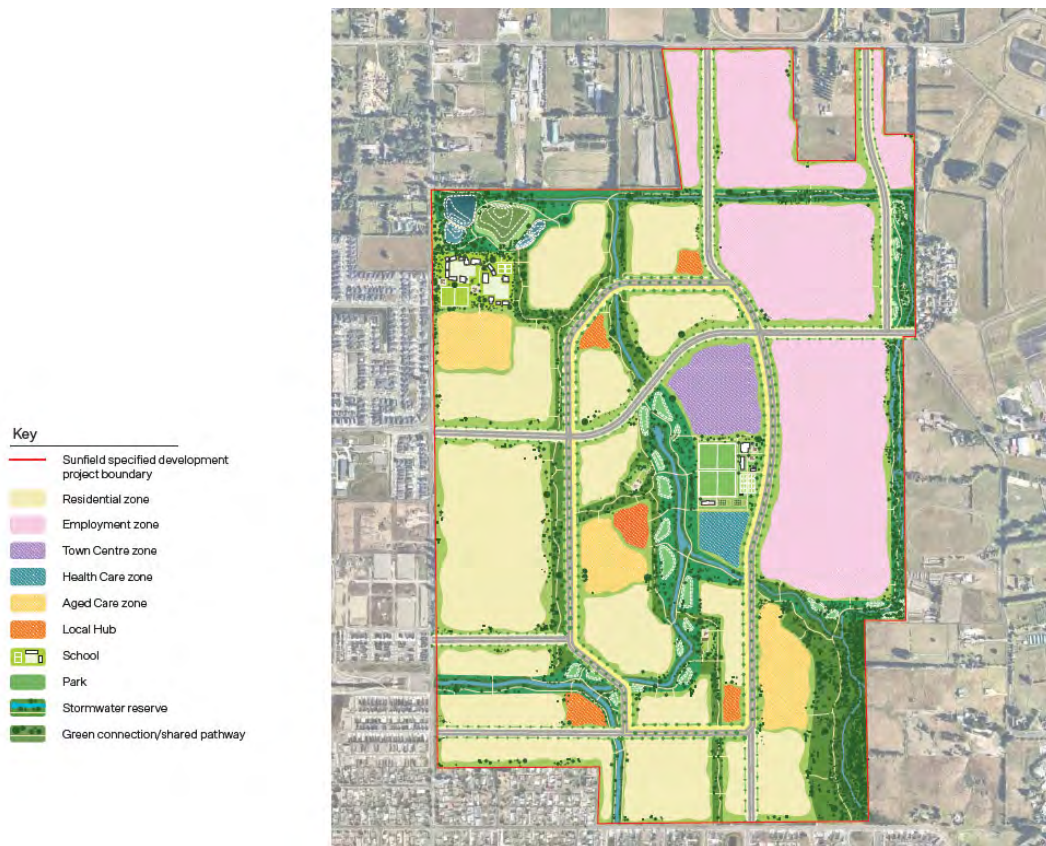 Key
Sunfield specified development
project boundary
Residential zone
Employment zone
Town Centre zone
Health Care zone
Aged Care zone
Local Hub
School
Park
Stormwater reserve
Green connection/shared pathway